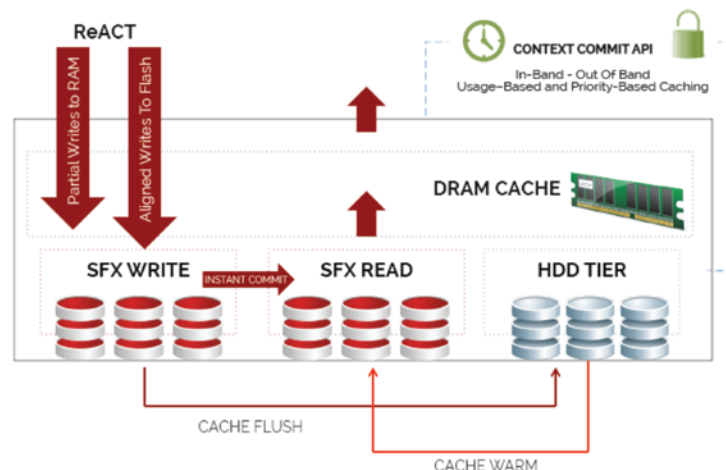 ReACT
CONTEXT COMMIT API
In-Band - Out Of Band
Usage-Based and Priority-Based Caching
Partial Writes to RAM
Aligned Writes To Flash
DRAM CACHE
SFX WRITE
INSTANT COMMIT
SFX READ
HDD TIER
CACHE FLUSH
CACHE WARM